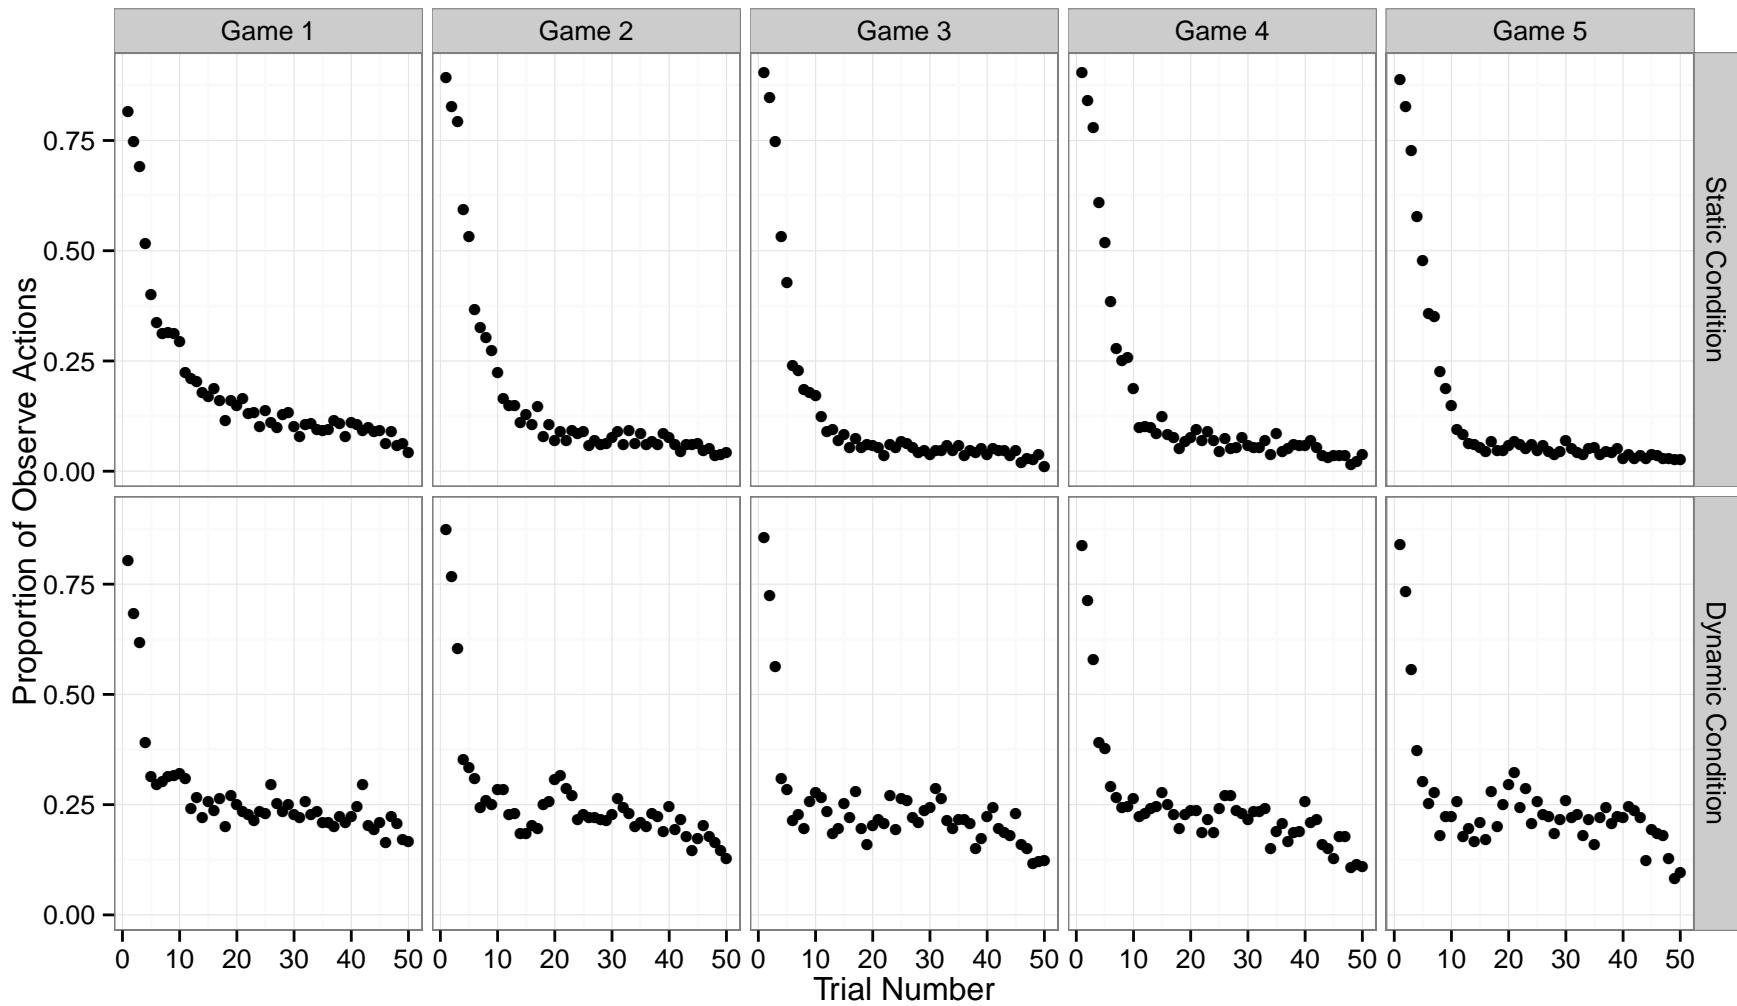 Game 1 Game 2 Game 3 Game 4 Game 5
Proportion of Observe Actions
0.75
0.50
0.25
0.00
Static Condition
0.75
0.50
0.25
0.00
Dynamic Condition
0 10 20 30 40 50 0 10 20 30 40 50 0 10 20 30 40 50 0 10 20 30 40 50 0 10 20 30 40 50
Trial Number